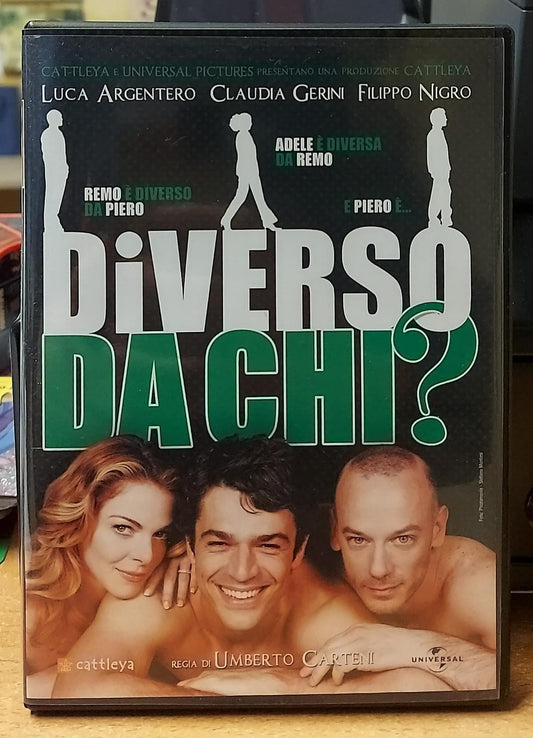 CATTLEYA E UNIVERSAL PICTURES PRESENTANO UNA PRODUZIONE CATTLEYA
LUCA ARGENTERO CLAUDIA GERINI FILIPPO NIGRO
ADELE È DIVERSA
DA REMO
REMO È DIVERSO
DA PIERO
E PIERO È...
DiVERSO
DA CHI?
cattleya
REGIA DI UMBERTO CARTENI
UNIVERSAL